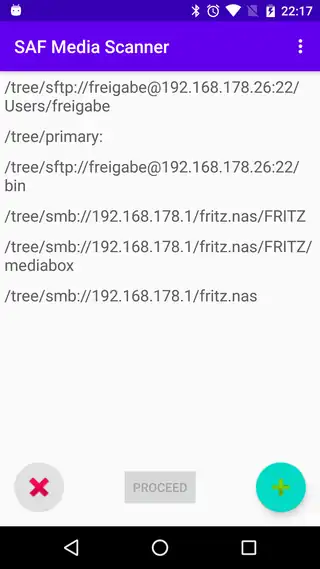 22:17
SAF Media Scanner
/tree/sftp://freigabe@192.168.178.26:22/
Users/freigabe
/tree/primary:
/tree/sftp://freigabe@192.168.178.26:22/
bin
/tree/smb://192.168.178.1/fritz.nas/FRITZ
/tree/smb://192.168.178.1/fritz.nas/FRITZ/
mediabox
/tree/smb://192.168.178.1/fritz.nas
PROCEED